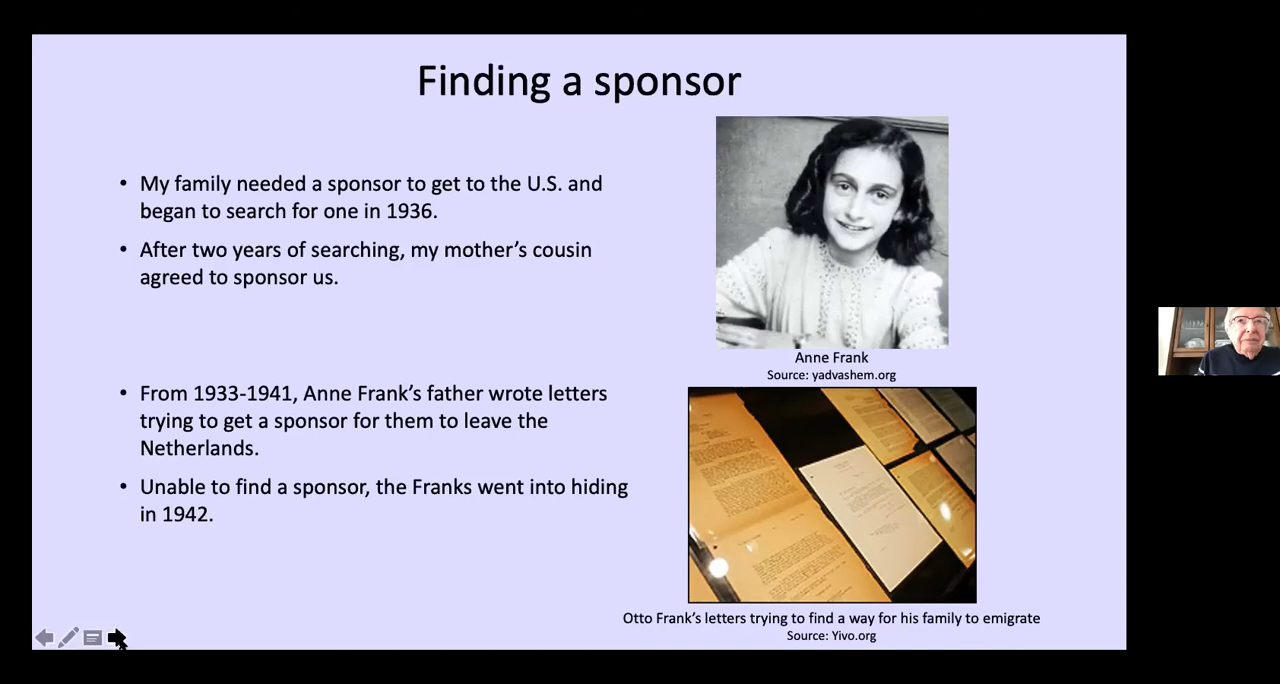 Finding a sponsor
• My family needed a sponsor to get to the U.S. and
began to search for one in 1936.
• After two years of searching, my mother’s cousin
agreed to sponsor us.
Anne Frank
Source: yadvashem.org
• From 1933-1941, Anne Frank’s father wrote letters
trying to get a sponsor for them to leave the
Netherlands.
• Unable to find a sponsor, the Franks went into hiding
in 1942.
Otto Frank’s letters trying to find a way for his family to emigrate
Source: Yivo.org